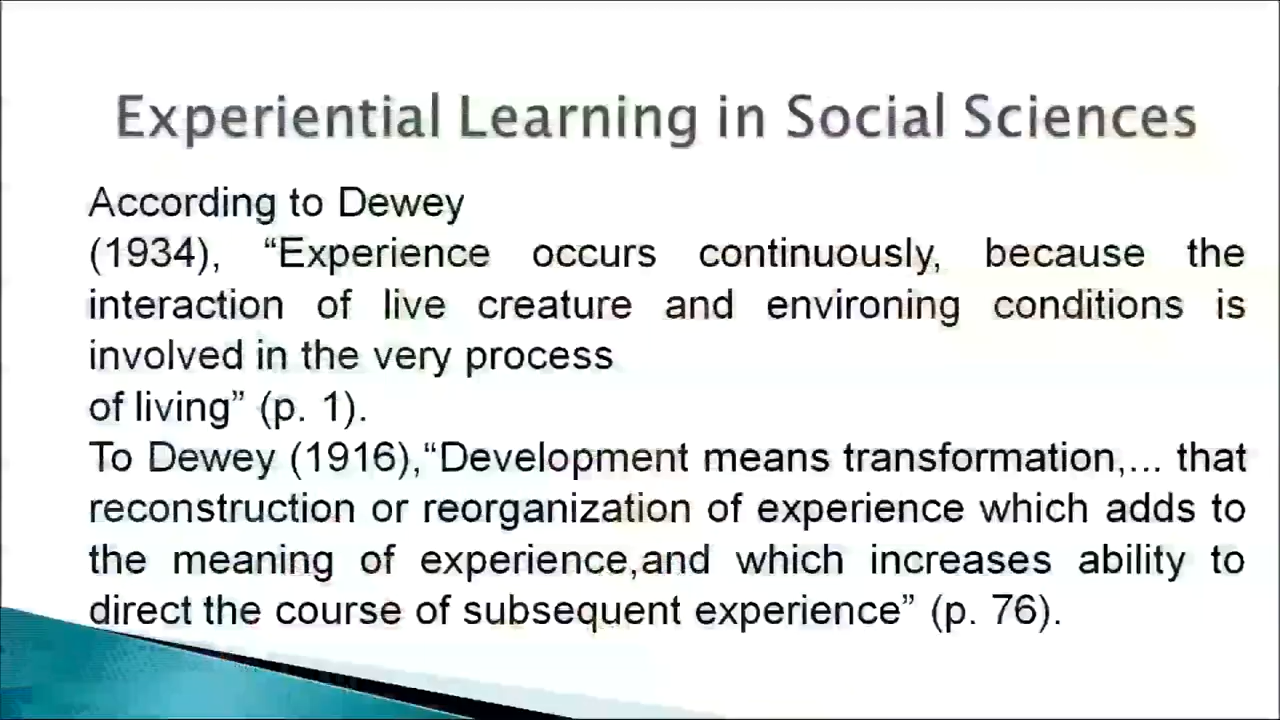 Experiential Learning in Social Sciences
According to Dewey
(1934), “Experience occurs continuously, because the
interaction of live creature and environing conditions is
involved in the very process
of living” (p. 1).
To Dewey (1916),“Development means transformation,... that
reconstruction or reorganization of experience which adds to
the meaning of experience,and which increases ability to
direct the course of subsequent experience” (p. 76).